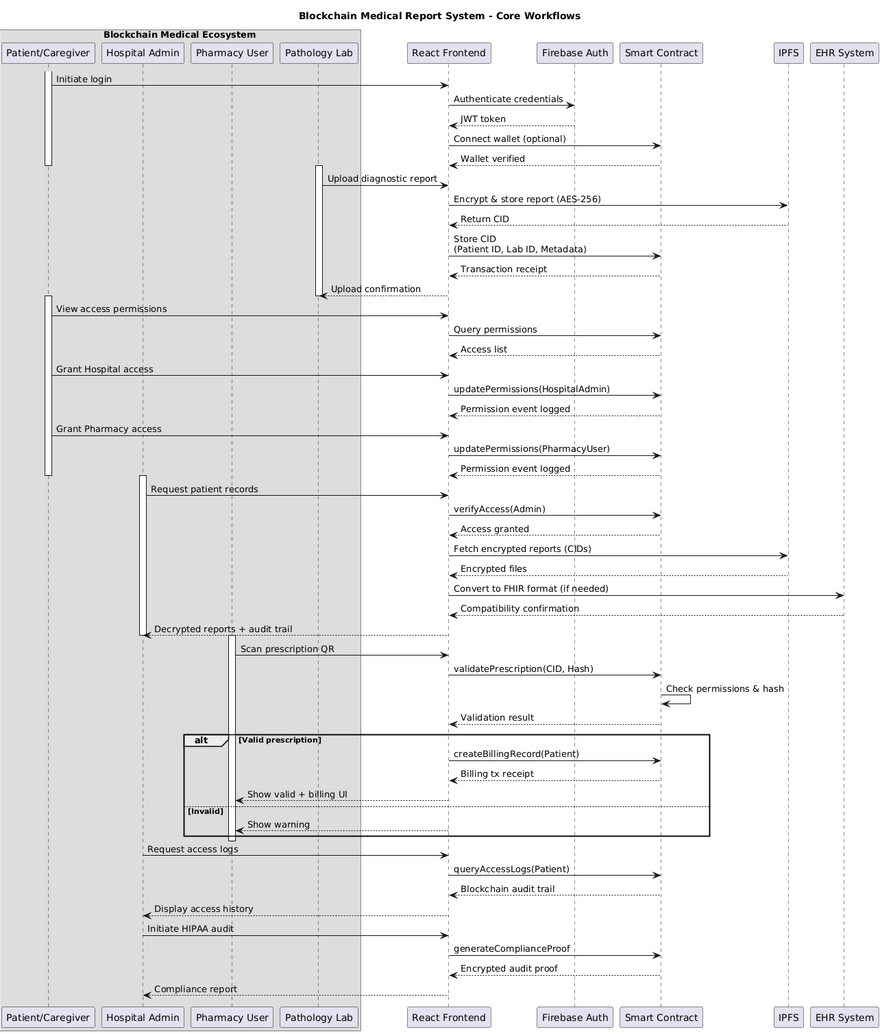 Blockchain Medical Report System - Core Workflows
Blockchain Medical Ecosystem
Patient/Caregiver
Hospital Admin
Pharmacy User
Pathology Lab
React Frontend
Firebase Auth
Smart Contract
IPFS
EHR System
Initiate login
Authenticate credentials
JWT token
Connect wallet (optional)
Wallet verified
Upload diagnostic report
Encrypt & store report (AES-256)
Return CID
Store CID
(Patient ID, Lab ID, Metadata)
Transaction receipt
Upload confirmation
View access permissions
Query permissions
Access list
Grant Hospital access
updatePermissions(HospitalAdmin)
Permission event logged
Grant Pharmacy access
updatePermissions(PharmacyUser)
Permission event logged
Request patient records
verifyAccess(Admin)
Access granted
Fetch encrypted reports (CIDs)
Encrypted files
Convert to FHIR format (if needed)
Compatibility confirmation
Decrypted reports + audit trail
Scan prescription QR
validatePrescription(CID, Hash)
Check permissions & hash
Validation result
alt
[Valid prescription]
createBillingRecord(Patient)
Billing tx receipt
Show valid + billing UI
[Invalid]
Show warning
Request access logs
queryAccessLogs(Patient)
Blockchain audit trail
Display access history
Initiate HIPAA audit
generateComplianceProof
Encrypted audit proof
Compliance report
Patient/Caregiver
Hospital Admin
Pharmacy User
Pathology Lab
React Frontend
Firebase Auth
Smart Contract
IPFS
EHR System